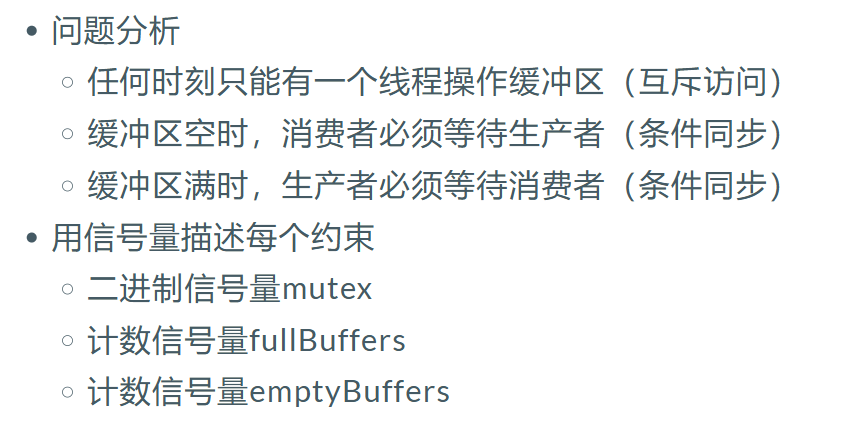 问题分析
任何时刻只能有一个线程操作缓冲区（互斥访问）
缓冲区空时，消费者必须等待生产者（条件同步）
缓冲区满时，生产者必须等待消费者（条件同步）
用信号量描述每个约束
二进制信号量mutex
计数信号量fullBuffers
计数信号量emptyBuffers